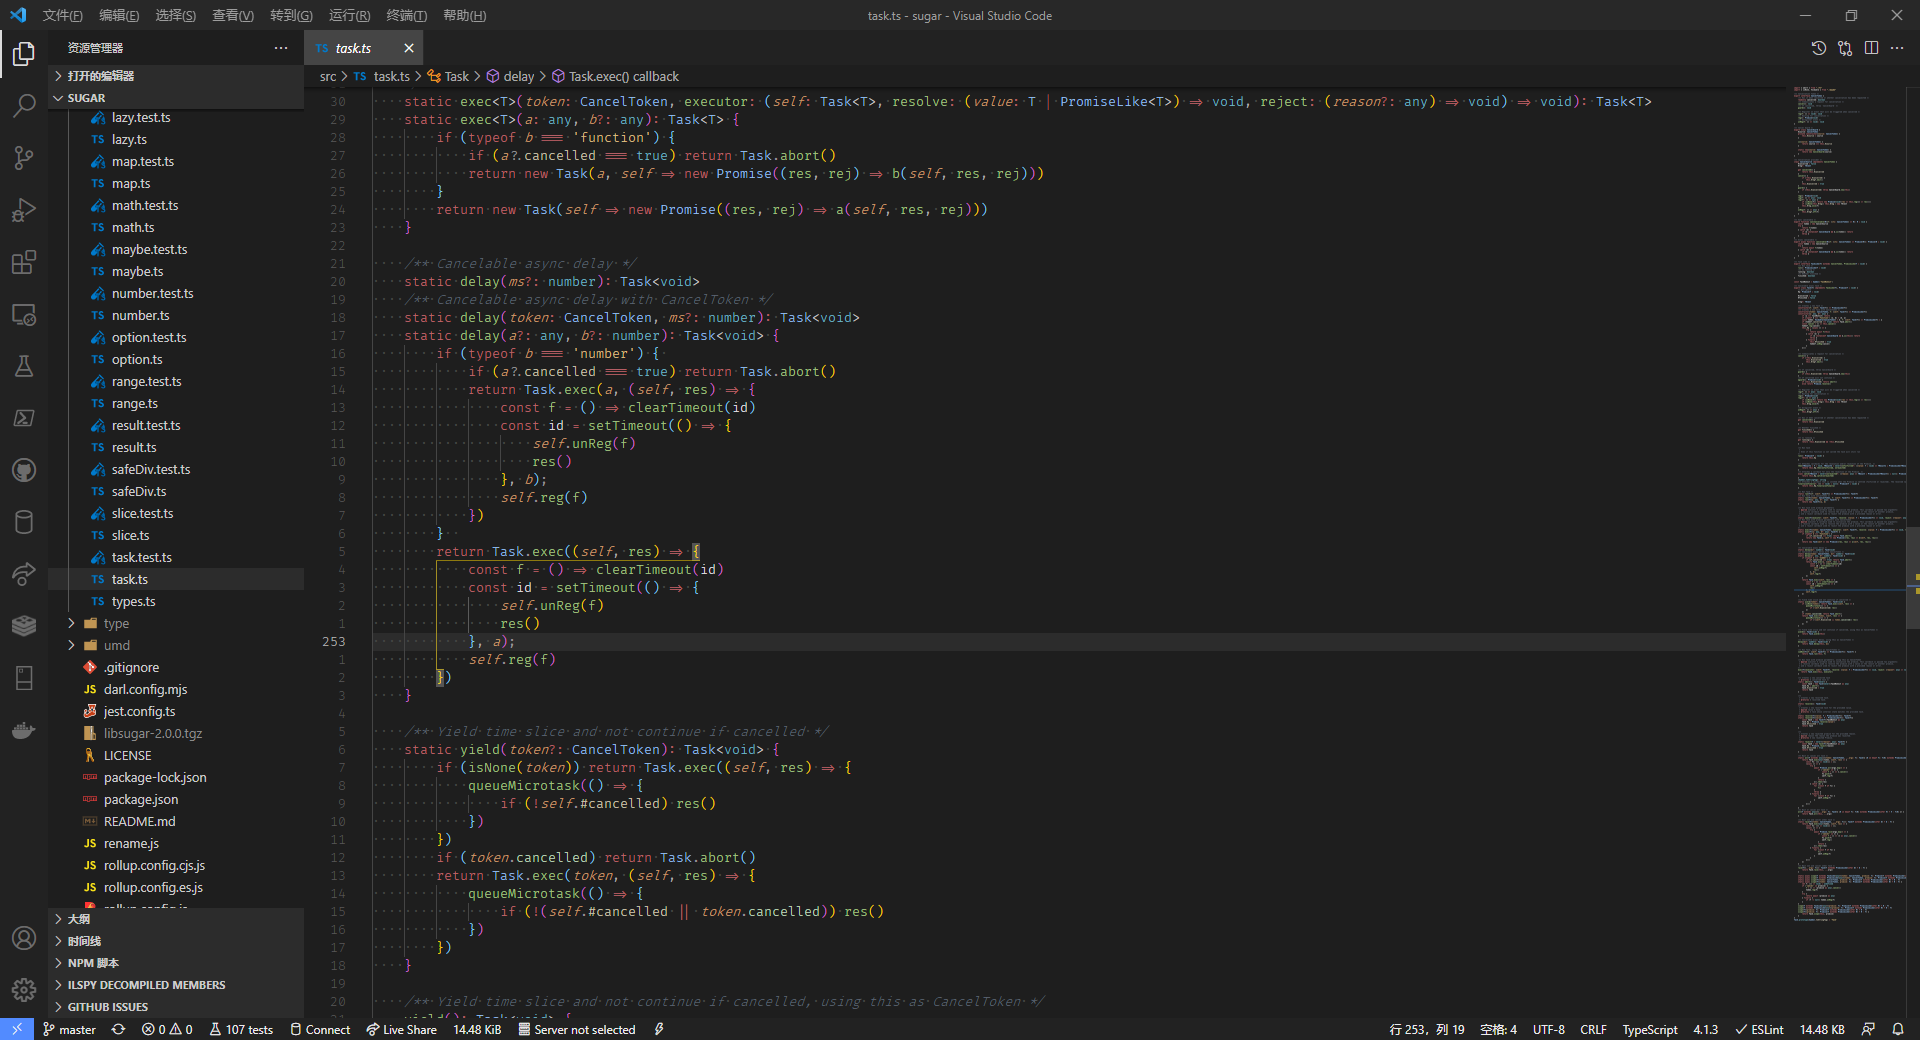 文件(F) 编辑(E) 选择(S) 查看(V) 转到(G) 运行(R) 终端(T) 帮助(H)
task.ts - sugar - Visual Studio Code
资源管理器
打开的编辑器
SUGAR
lazy.test.ts
TS lazy.ts
map.test.ts
TS map.ts
math.test.ts
TS math.ts
maybe.test.ts
TS maybe.ts
number.test.ts
TS number.ts
option.test.ts
TS option.ts
range.test.ts
TS range.ts
result.test.ts
TS result.ts
safeDiv.test.ts
TS safeDiv.ts
slice.test.ts
TS slice.ts
task.test.ts
TS task.ts
TS types.ts
type
umd
.gitignore
JS darl.config.mjs
jest.config.ts
libsugar-2.0.0.tgz
LICENSE
package-lock.json
package.json
README.md
JS rename.js
JS rollup.config.cjs.js
JS rollup.config.es.js
大纲
时间线
NPM 脚本
ILSPY DECOMPILED MEMBERS
GITHUB ISSUES
TS task.ts
src > TS task.ts > Task > delay > Task.exec() callback
30 static exec<T>(token: CancelToken, executor: (self: Task<T>, resolve: (value: T | PromiseLike<T>) => void, reject: (reason?: any) => void) => void): Task<T>
29 static exec<T>(a: any, b?: any): Task<T> {
28 if (typeof b === 'function') {
27 if (a?.cancelled === true) return Task.abort()
26 return new Task(a, self => new Promise((res, rej) => b(self, res, rej)))
25 }
24 return new Task(self => new Promise((res, rej) => a(self, res, rej)))
23 }
22
21 /** Cancelable async delay */
20 static delay(ms?: number): Task<void>
19 /** Cancelable async delay with CancelToken */
18 static delay(token: CancelToken, ms?: number): Task<void>
17 static delay(a?: any, b?: number): Task<void> {
16 if (typeof b === 'number') {
15 if (a?.cancelled === true) return Task.abort()
14 return Task.exec(a, (self, res) => {
13 const f = () => clearTimeout(id)
12 const id = setTimeout(() => {
11 self.unReg(f)
10 res()
9 }, b);
8 self.reg(f)
7 })
6 }
5 return Task.exec((self, res) => {
4 const f = () => clearTimeout(id)
3 const id = setTimeout(() => {
2 self.unReg(f)
1 res()
253 }, a);
1 self.reg(f)
2 })
3 }
4
5 /** Yield time slice and not continue if cancelled */
6 static yield(token?: CancelToken): Task<void> {
7 if (isNone(token)) return Task.exec((self, res) => {
8 queueMicrotask(() => {
9 if (!self.#cancelled) res()
10 })
11 })
12 if (token.cancelled) return Task.abort()
13 return Task.exec(token, (self, res) => {
14 queueMicrotask(() => {
15 if (!(self.#cancelled || token.cancelled)) res()
16 })
17 })
18 }
19
20 /** Yield time slice and not continue if cancelled, using this as CancelToken */
21 yield(): Task<void> {
master 0 0 107 tests Connect Live Share 14.48 KiB Server not selected
行 253，列 19 空格: 4 UTF-8 CRLF TypeScript 4.1.3 ESLint 14.48 KB